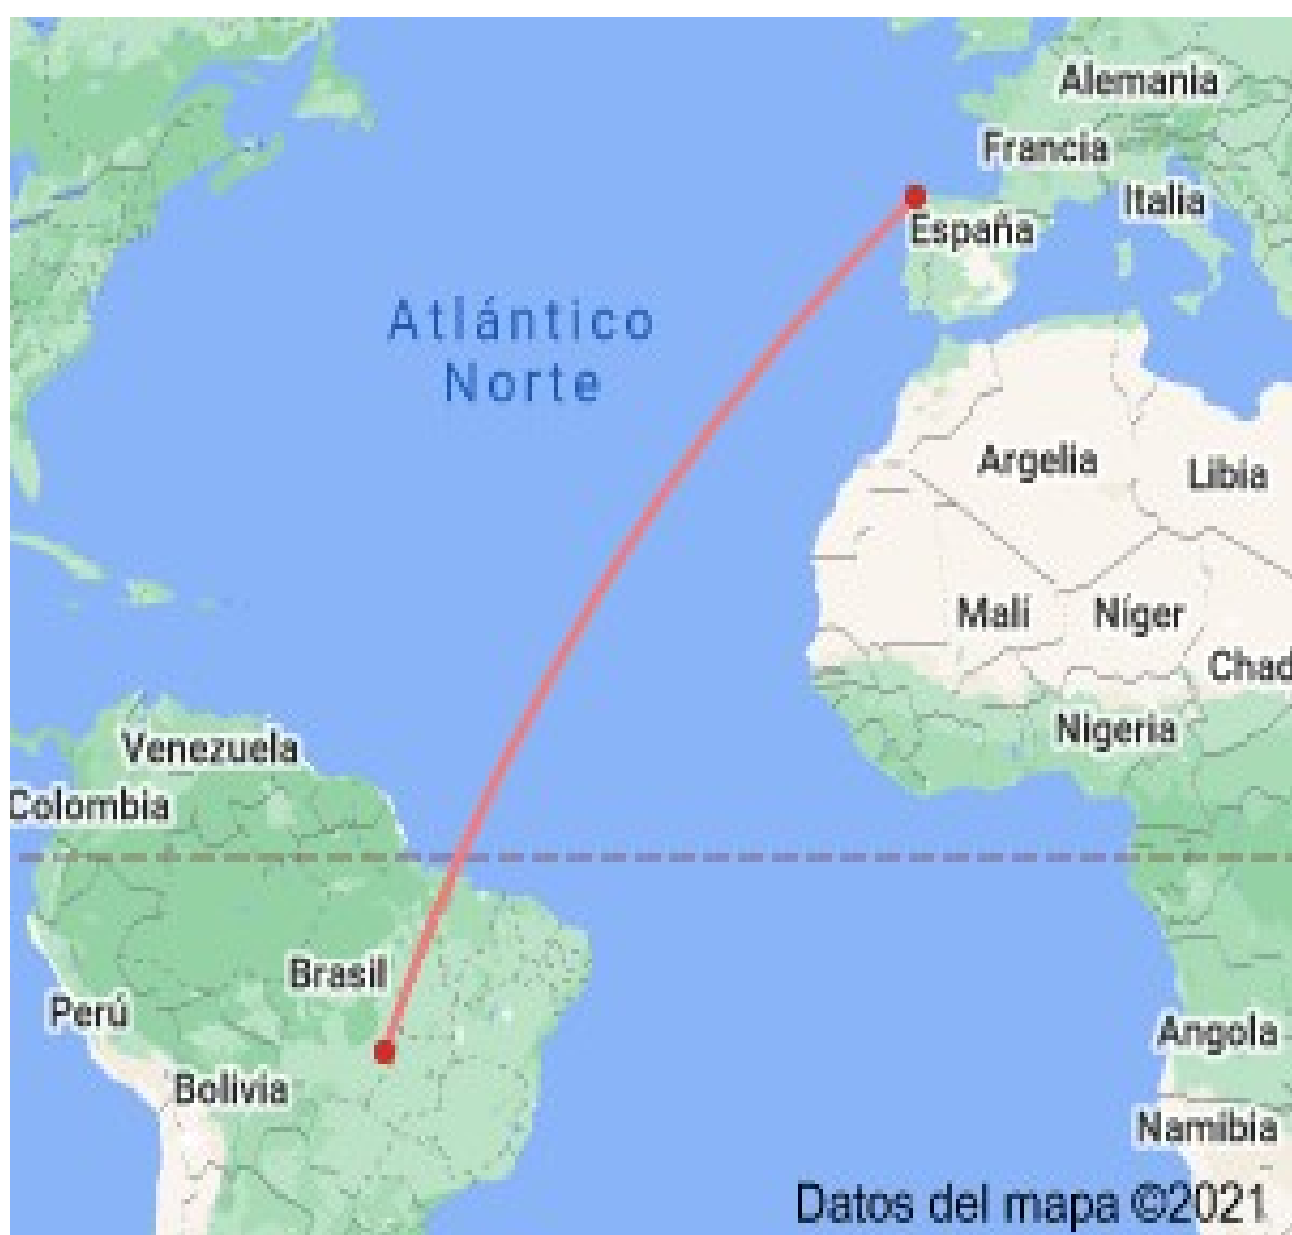 Alemania
Francia
Italia
España
Atlántico
Norte
Argelia
Libia
Malí
Níger
Chad
Nigeria
Venezuela
Colombia
Brasil
Perú
Angola
Bolivia
Namibia
Datos del mapa ©2021